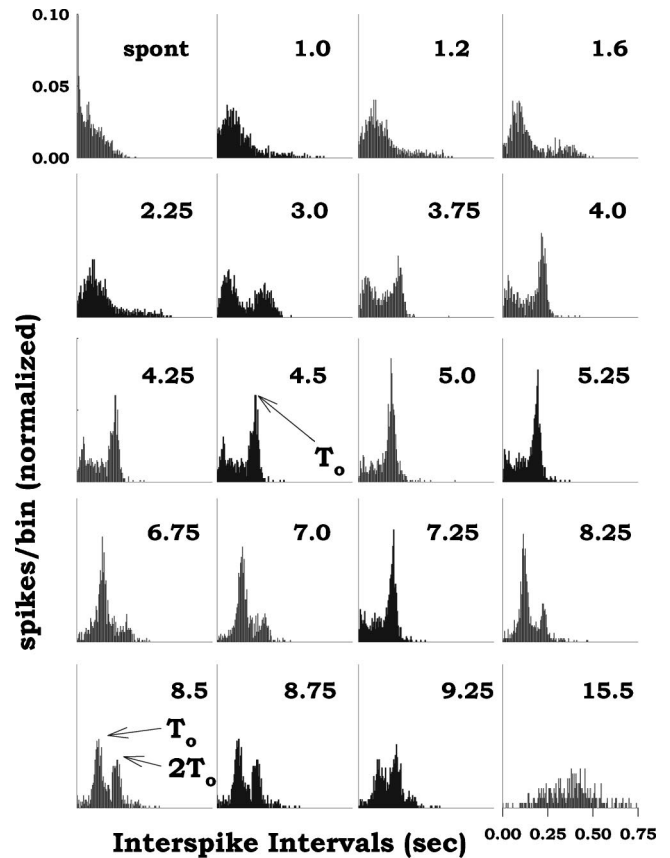 0.10
spont 1.0 1.2 1.6
0.05
0.00
2.25 3.0 3.75 4.0
4.25 4.5 5.0 5.25
To
6.75 7.0 7.25 8.25
8.5 8.75 9.25 15.5
To
2To
spikes/bin (normalized)
0.00 0.25 0.50 0.75
Interspike Intervals (sec)